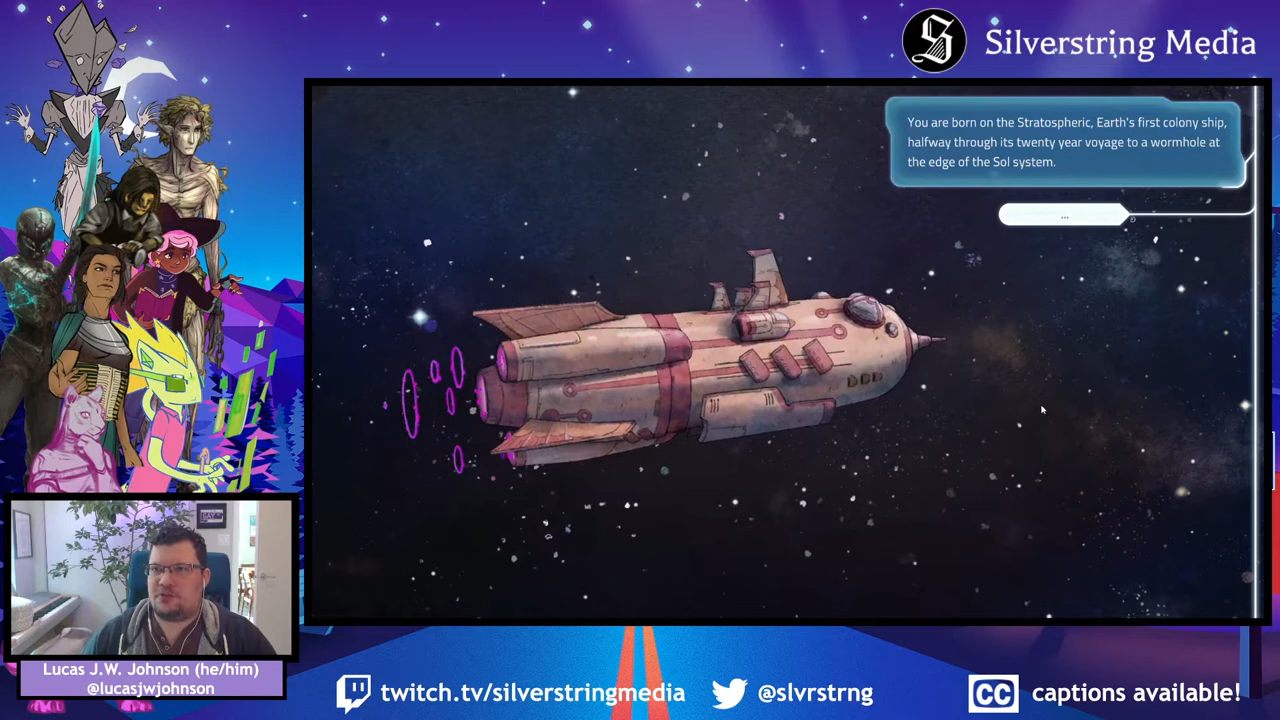 Silverstring Media
You are born on the Stratospheric, Earth's first colony ship,
halfway through its twenty year voyage to a wormhole at
the edge of the Sol system.
...
Lucas J.W. Johnson (he/him)
@lucasjwjohnson
twitch.tv/silverstringmedia
@slvrstrng
CC
captions available!